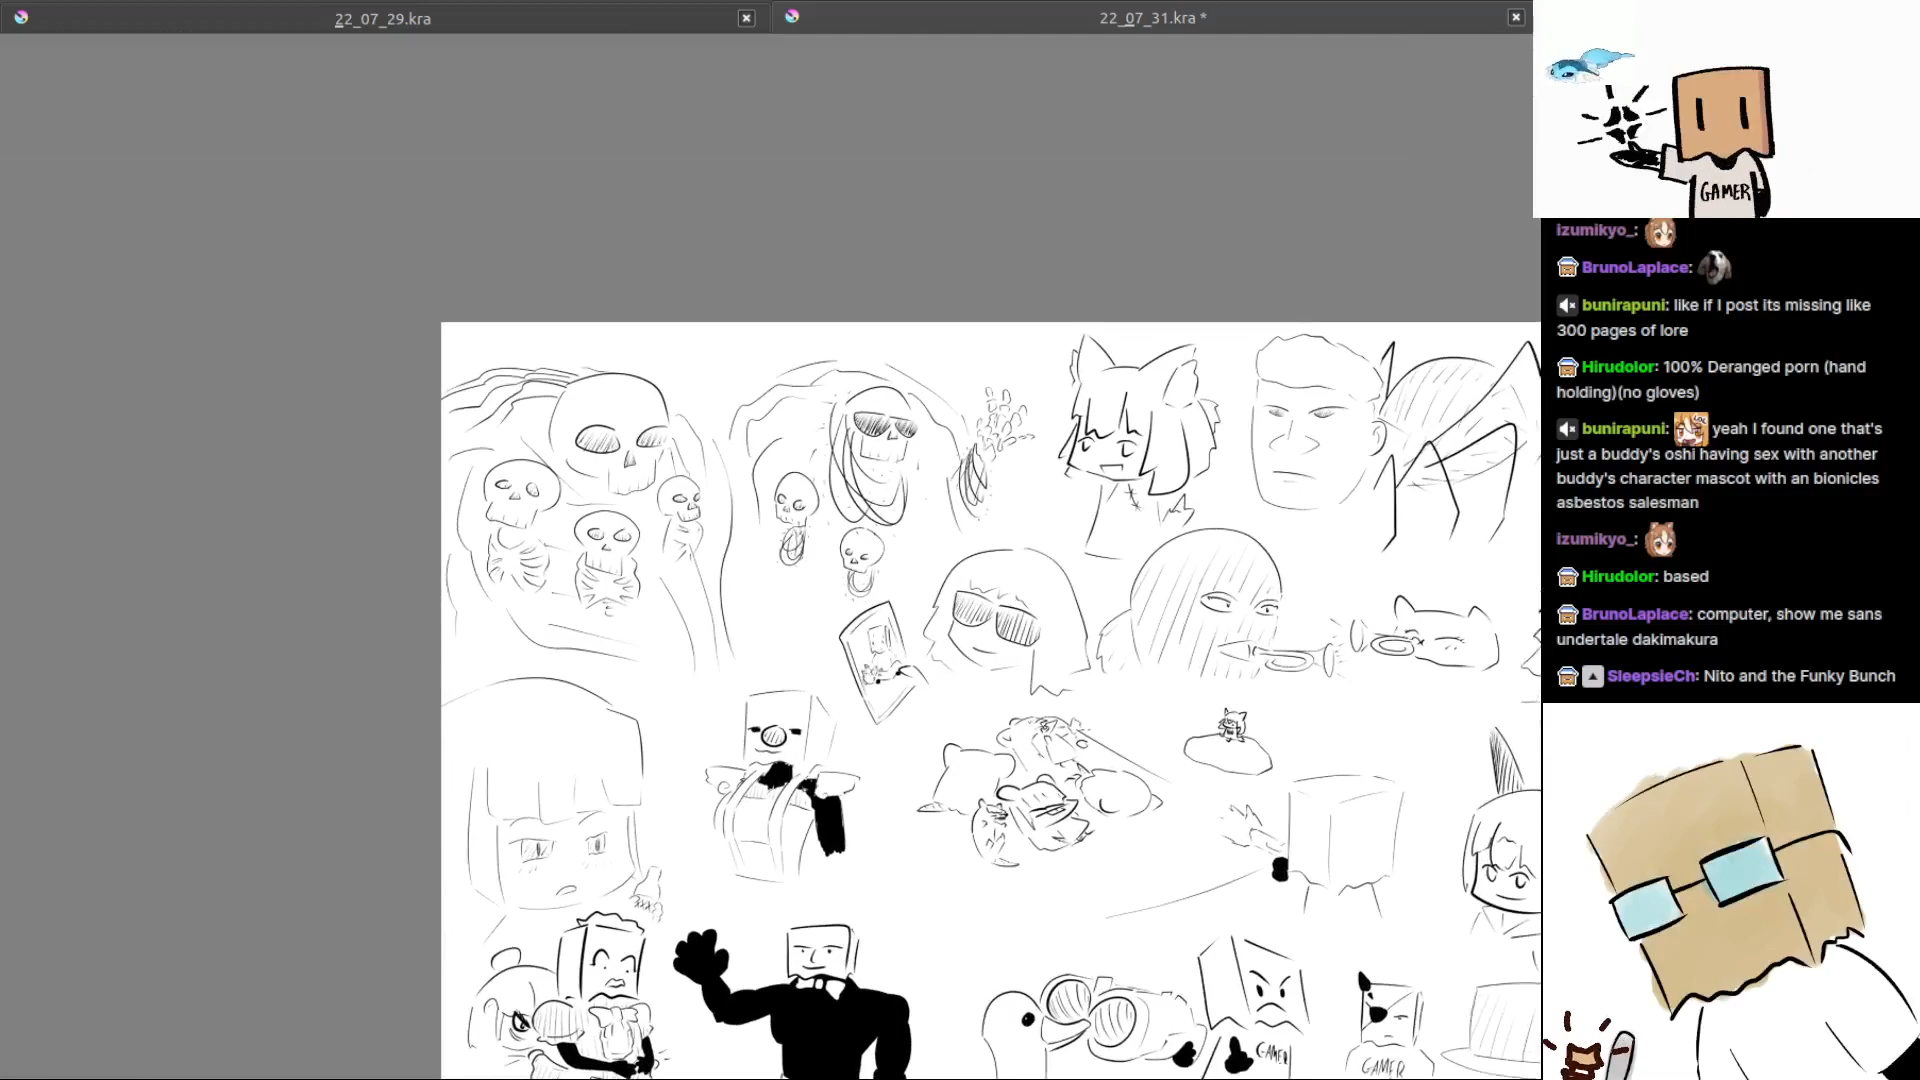 22_07_29.kra
22_07_31.kra *
GAMER
izumikyo_:
BrunoLaplace:
bunirapuni: like if I post its missing like
300 pages of lore
Hirudolor: 100% Deranged porn (hand
holding)(no gloves)
bunirapuni: yeah I found one that's
just a buddy's oshi having sex with another
buddy's character mascot with an bionicles
asbestos salesman
izumikyo_:
Hirudolor: based
BrunoLaplace: computer, show me sans
undertale dakimakura
SleepsieCh: Nito and the Funky Bunch
GAMER
GAMER